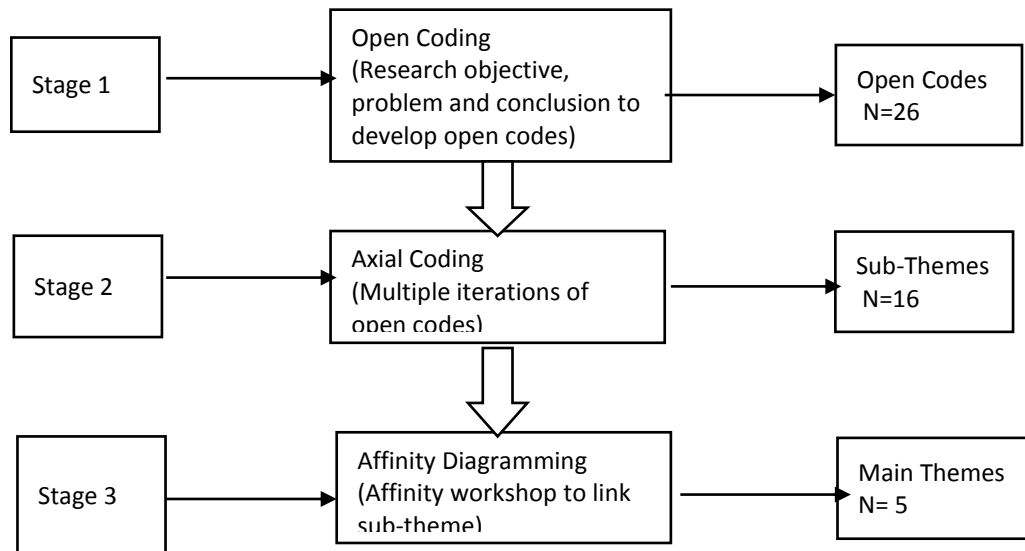 Stage 1
Open Coding
(Research objective,
problem and conclusion to
develop open codes)
Open Codes
N=26
Stage 2
Axial Coding
(Multiple iterations of
open codes)
Sub-Themes
N=16
Stage 3
Affinity Diagramming
(Affinity workshop to link
sub-theme)
Main Themes
N= 5